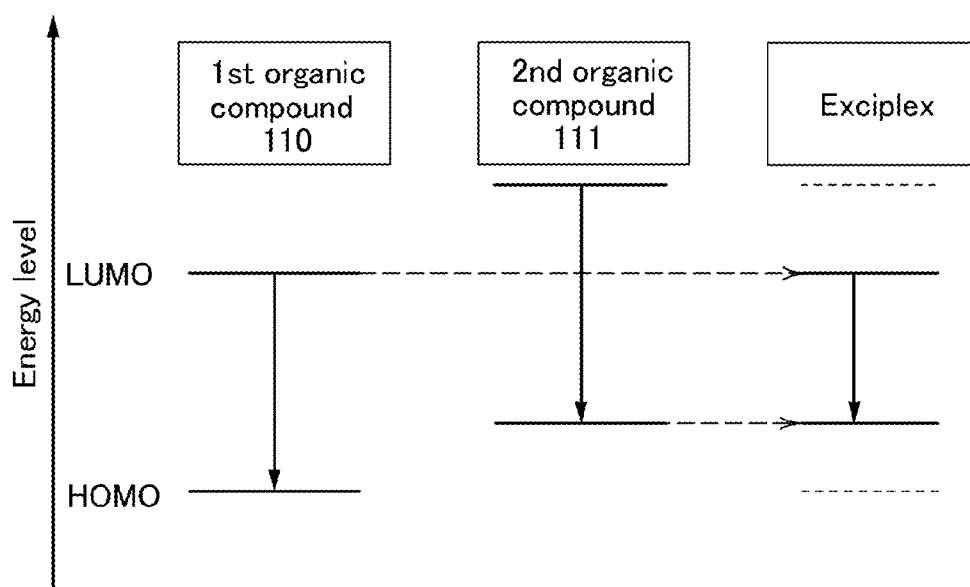 1st organic
compound
110
2nd organic
compound
111
Exciplex
Energy level
LUMO
HOMO